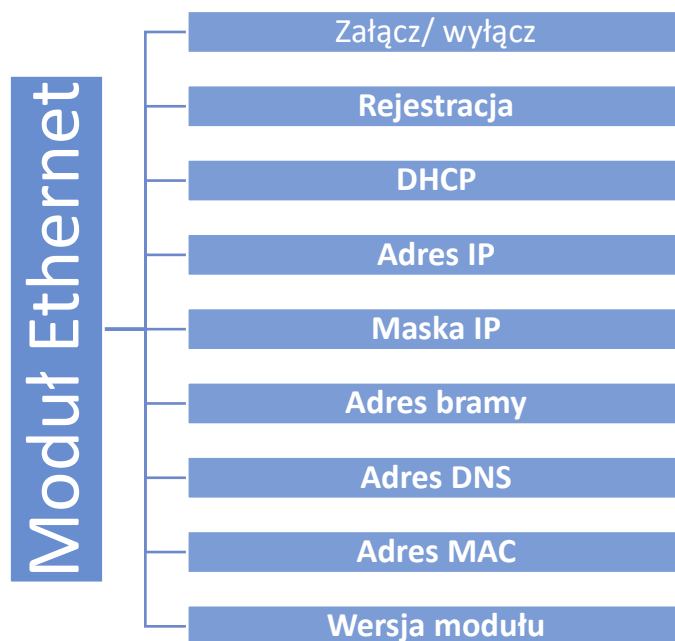 Moduł Ethernet
Załącz/ wyłącz
Rejestracja
DHCP
Adres IP
Maska IP
Adres bramy
Adres DNS
Adres MAC
Wersja modułu